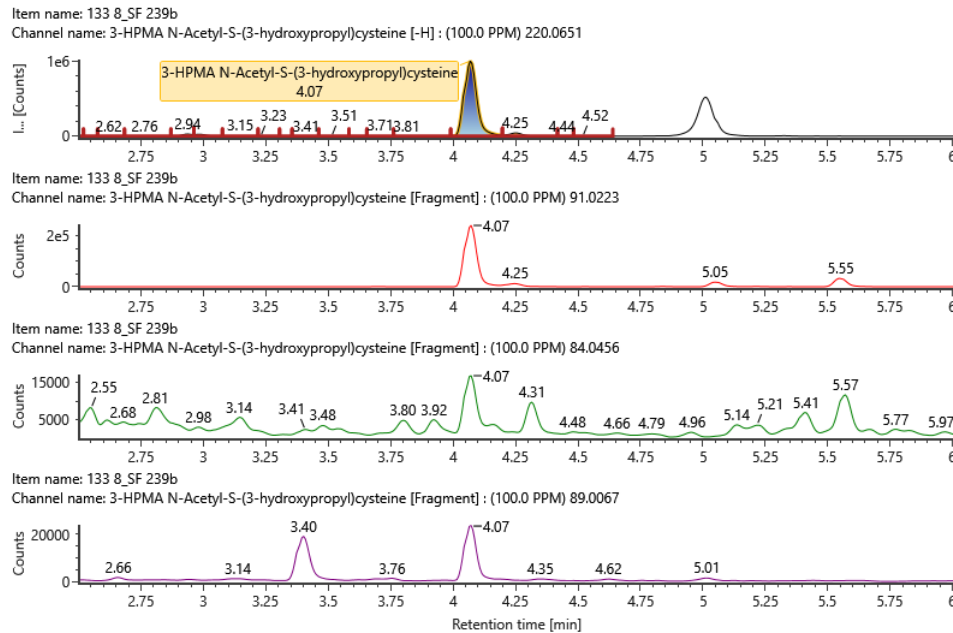 Item name: 133 8_SF 239b
Channel name: 3-HPMA N-Acetyl-S-(3-hydroxypropyl)cysteine [-H] : (100.0 PPM) 220.0651
I... [Counts]
1e6
0
3-HPMA N-Acetyl-S-(3-hydroxypropyl)cysteine
4.07
2.62 2.76 2.94 3.15 3.23 3.41 3.51 3.71 3.81 4.25 4.44 4.52
2.75 3 3.25 3.5 3.75 4 4.25 4.5 4.75 5 5.25 5.5 5.75 6
Item name: 133 8_SF 239b
Channel name: 3-HPMA N-Acetyl-S-(3-hydroxypropyl)cysteine [Fragment] : (100.0 PPM) 91.0223
Counts
2e5
0
4.07 4.25 5.05 5.55
2.75 3 3.25 3.5 3.75 4 4.25 4.5 4.75 5 5.25 5.5 5.75 6
Item name: 133 8_SF 239b
Channel name: 3-HPMA N-Acetyl-S-(3-hydroxypropyl)cysteine [Fragment] : (100.0 PPM) 84.0456
Counts
15000
5000
2.55 2.68 2.81 2.98 3.14 3.41 3.48 3.80 3.92 4.07 4.31 4.48 4.66 4.79 4.96 5.14 5.21 5.41 5.57 5.77 5.97
2.75 3 3.25 3.5 3.75 4 4.25 4.5 4.75 5 5.25 5.5 5.75 6
Item name: 133 8_SF 239b
Channel name: 3-HPMA N-Acetyl-S-(3-hydroxypropyl)cysteine [Fragment] : (100.0 PPM) 89.0067
Counts
20000
0
2.66 3.14 3.40 3.76 4.07 4.35 4.62 5.01
2.75 3 3.25 3.5 3.75 4 4.25 4.5 4.75 5 5.25 5.5 5.75 6
Retention time [min]